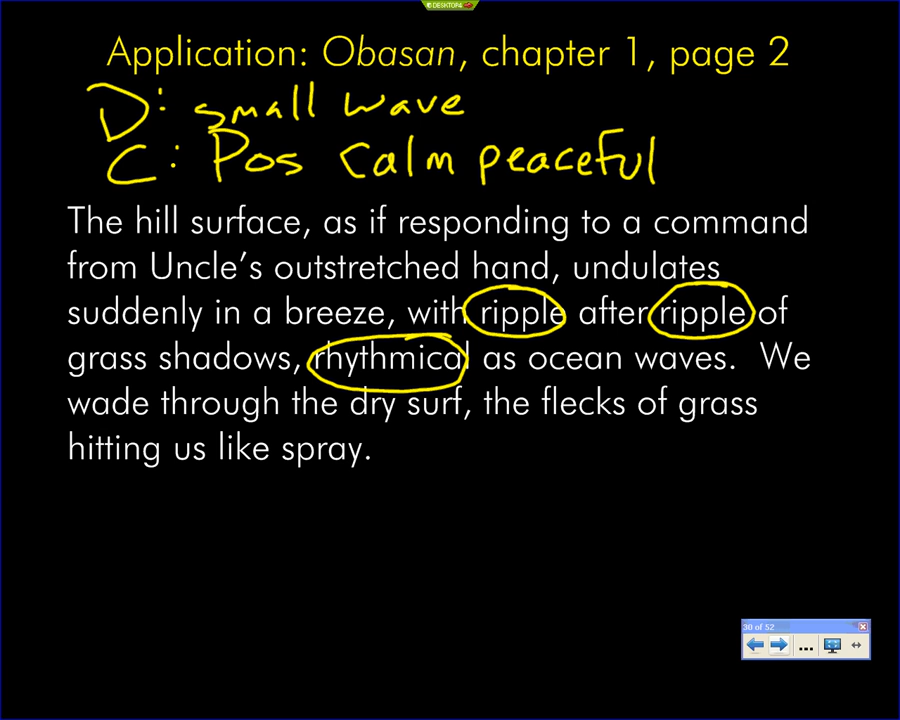 DESKTOP4
Application: Obasan, chapter 1, page 2
D: small wave
C: Pos calm peaceful
The hill surface, as if responding to a command
from Uncle's outstretched hand, undulates
suddenly in a breeze, with ripple after ripple of
grass shadows, rhythmical as ocean waves.  We
wade through the dry surf, the flecks of grass
hitting us like spray.
30 of 52
...